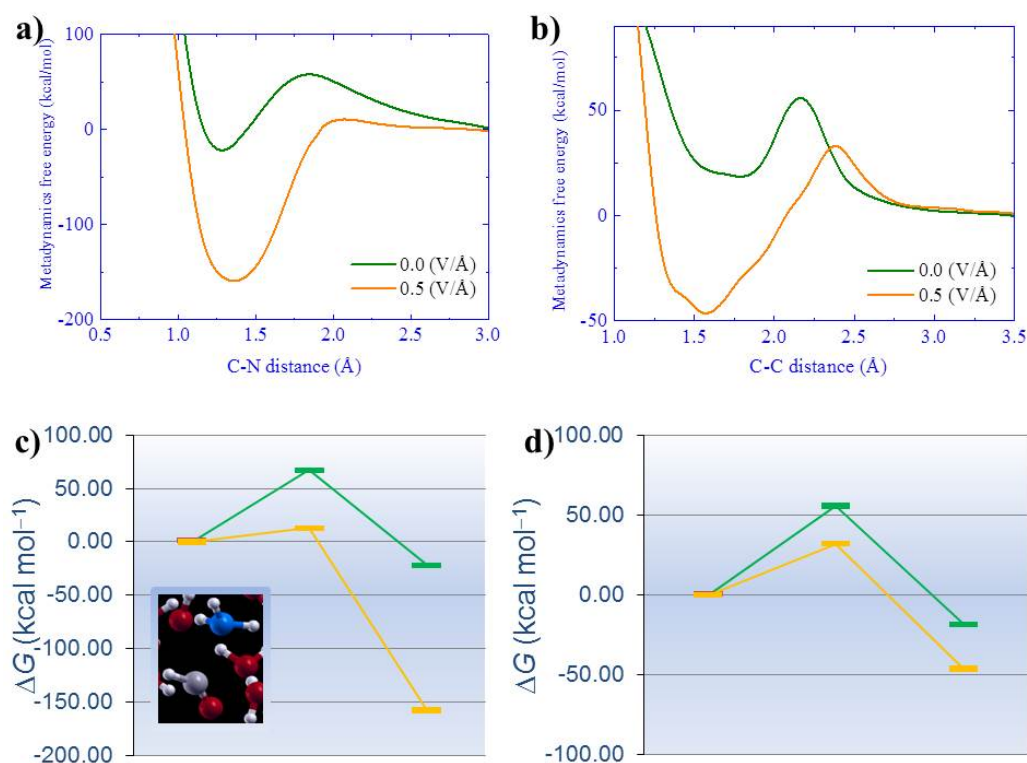 a)
Metadynamics free energy (kcal/mol)
100
0
-100
-200
0.5 1.0 1.5 2.0 2.5 3.0
C-N distance (Å)
0.0 (V/Å)
0.5 (V/Å)
b)
Metadynamics free energy (kcal/mol)
50
0
-50
1.0 1.5 2.0 2.5 3.0 3.5
C-C distance (Å)
0.0 (V/Å)
0.5 (V/Å)
c)
ΔG (kcal mol⁻¹)
100.00
50.00
0.00
-50.00
-100.00
-150.00
-200.00
d)
ΔG (kcal mol⁻¹)
100.00
50.00
0.00
-50.00
-100.00